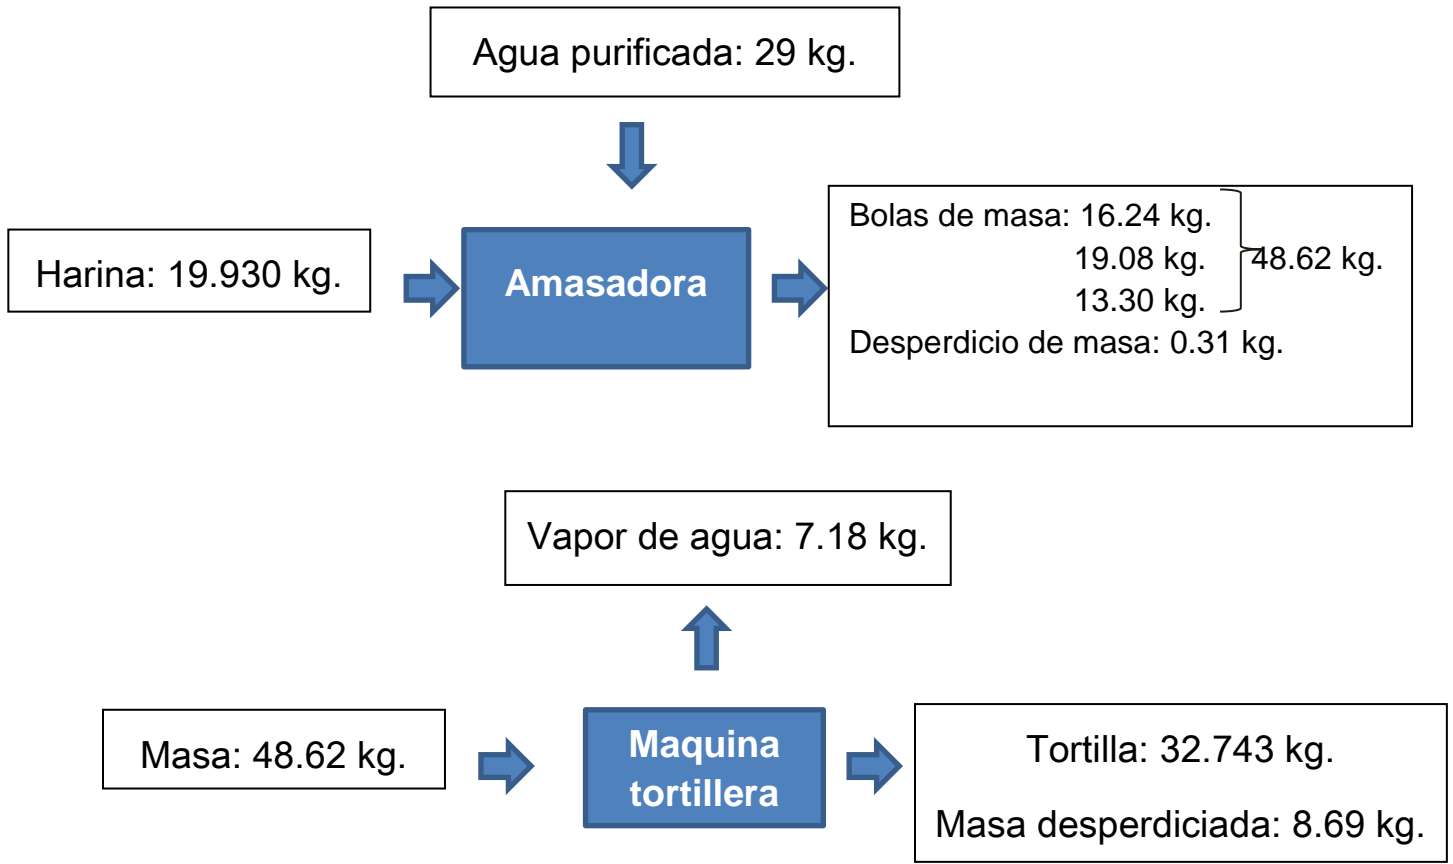 Agua purificada: 29 kg.
Harina: 19.930 kg.
Amasadora
Bolas de masa: 16.24 kg.
19.08 kg.
48.62 kg.
13.30 kg.
Desperdicio de masa: 0.31 kg.
Vapor de agua: 7.18 kg.
Masa: 48.62 kg.
Maquina
tortillera
Tortilla: 32.743 kg.
Masa desperdiciada: 8.69 kg.